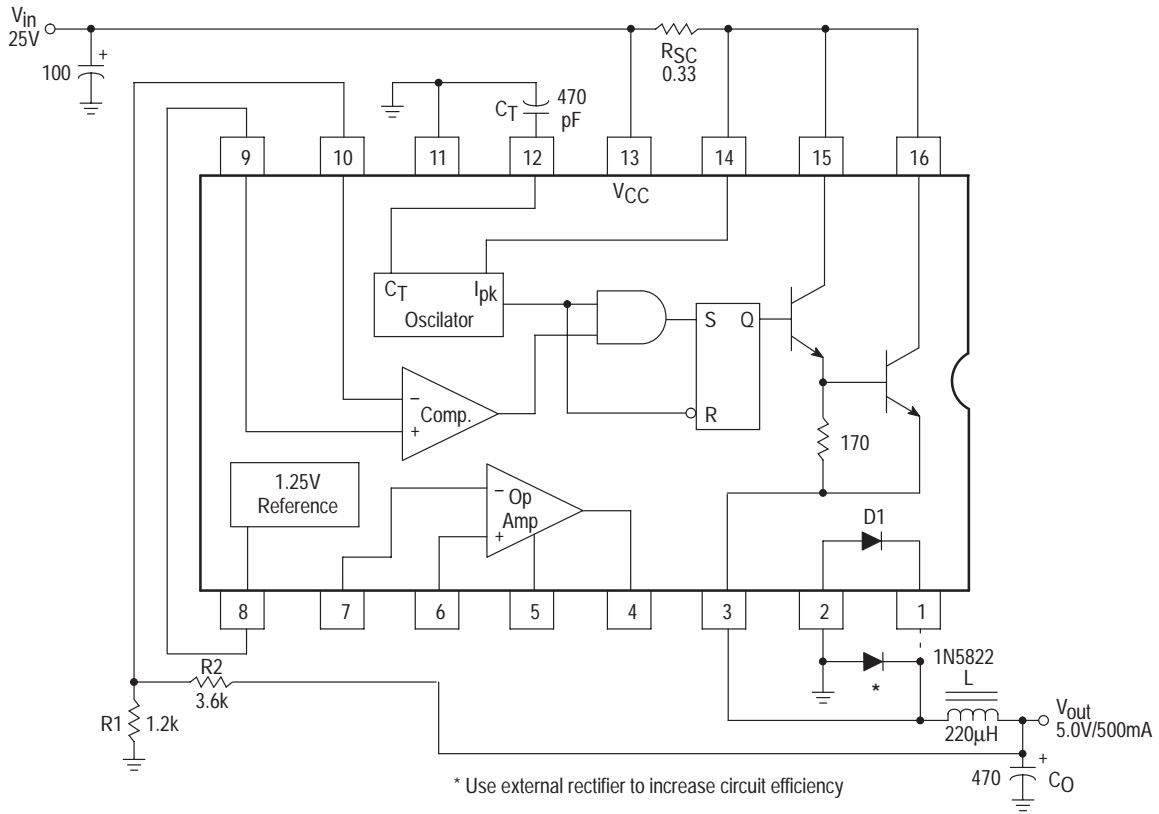 Vin
25V
100
RSC
0.33
CT
470
pF
9
10
11
12
13
14
15
16
VCC
CT
Ipk
Oscilator
S
Q
R
−
Comp.
+
170
1.25V
Reference
− Op
Amp
+
D1
8
7
6
5
4
3
2
1
1N5822
L
*
R2
3.6k
R1
1.2k
220µH
Vout
5.0V/500mA
+
470
CO
+
* Use external rectifier to increase circuit efficiency